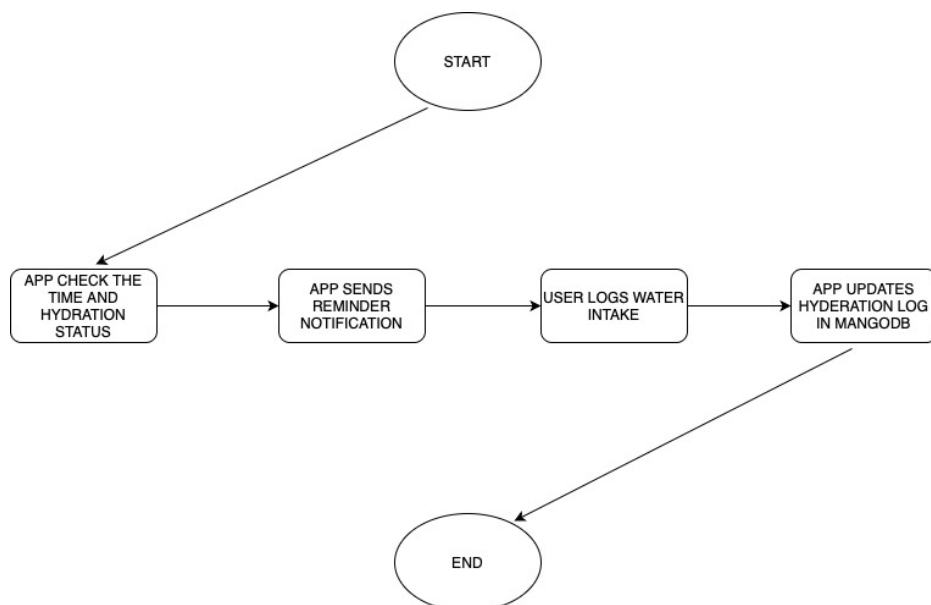 START
APP CHECK THE
TIME AND
HYDRATION
STATUS
APP SENDS
REMINDER
NOTIFICATION
USER LOGS WATER
INTAKE
APP UPDATES
HYDERATION LOG
IN MANGODB
END